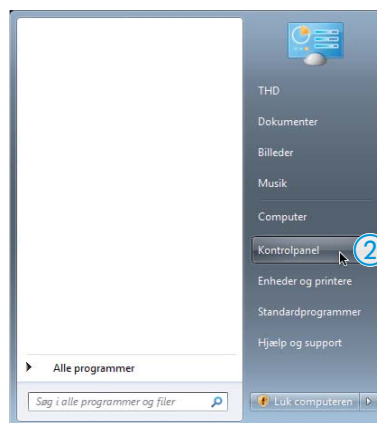 THD
Dokumenter
Billeder
Musik
Computer
Kontrolpanel 2
Enheder og printere
Standardprogrammer
Hjælp og support
Alle programmer
Søg i alle programmer og filer
Luk computeren